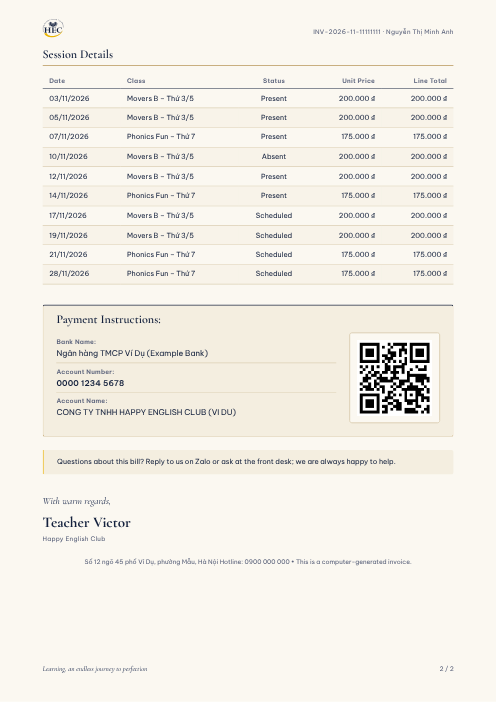 HEC
INV-2026-11-11111111 · Nguyễn Thị Minh Anh
Session Details
Date Class Status Unit Price Line Total
03/11/2026 Movers B – Thứ 3/5 Present 200.000 ₫ 200.000 ₫
05/11/2026 Movers B – Thứ 3/5 Present 200.000 ₫ 200.000 ₫
07/11/2026 Phonics Fun – Thứ 7 Present 175.000 ₫ 175.000 ₫
10/11/2026 Movers B – Thứ 3/5 Absent 200.000 ₫ 200.000 ₫
12/11/2026 Movers B – Thứ 3/5 Present 200.000 ₫ 200.000 ₫
14/11/2026 Phonics Fun – Thứ 7 Present 175.000 ₫ 175.000 ₫
17/11/2026 Movers B – Thứ 3/5 Scheduled 200.000 ₫ 200.000 ₫
19/11/2026 Movers B – Thứ 3/5 Scheduled 200.000 ₫ 200.000 ₫
21/11/2026 Phonics Fun – Thứ 7 Scheduled 175.000 ₫ 175.000 ₫
28/11/2026 Phonics Fun – Thứ 7 Scheduled 175.000 ₫ 175.000 ₫
Payment Instructions:
Bank Name:
Ngân hàng TMCP Ví Dụ (Example Bank)
Account Number:
0000 1234 5678
Account Name:
CONG TY TNHH HAPPY ENGLISH CLUB (VI DU)
Questions about this bill? Reply to us on Zalo or ask at the front desk; we are always happy to help.
With warm regards,
Teacher Victor
Happy English Club
Số 12 ngõ 45 phố Ví Dụ, phường Mẫu, Hà Nội Hotline: 0900 000 000 • This is a computer-generated invoice.
Learning, an endless journey to perfection
2 / 2